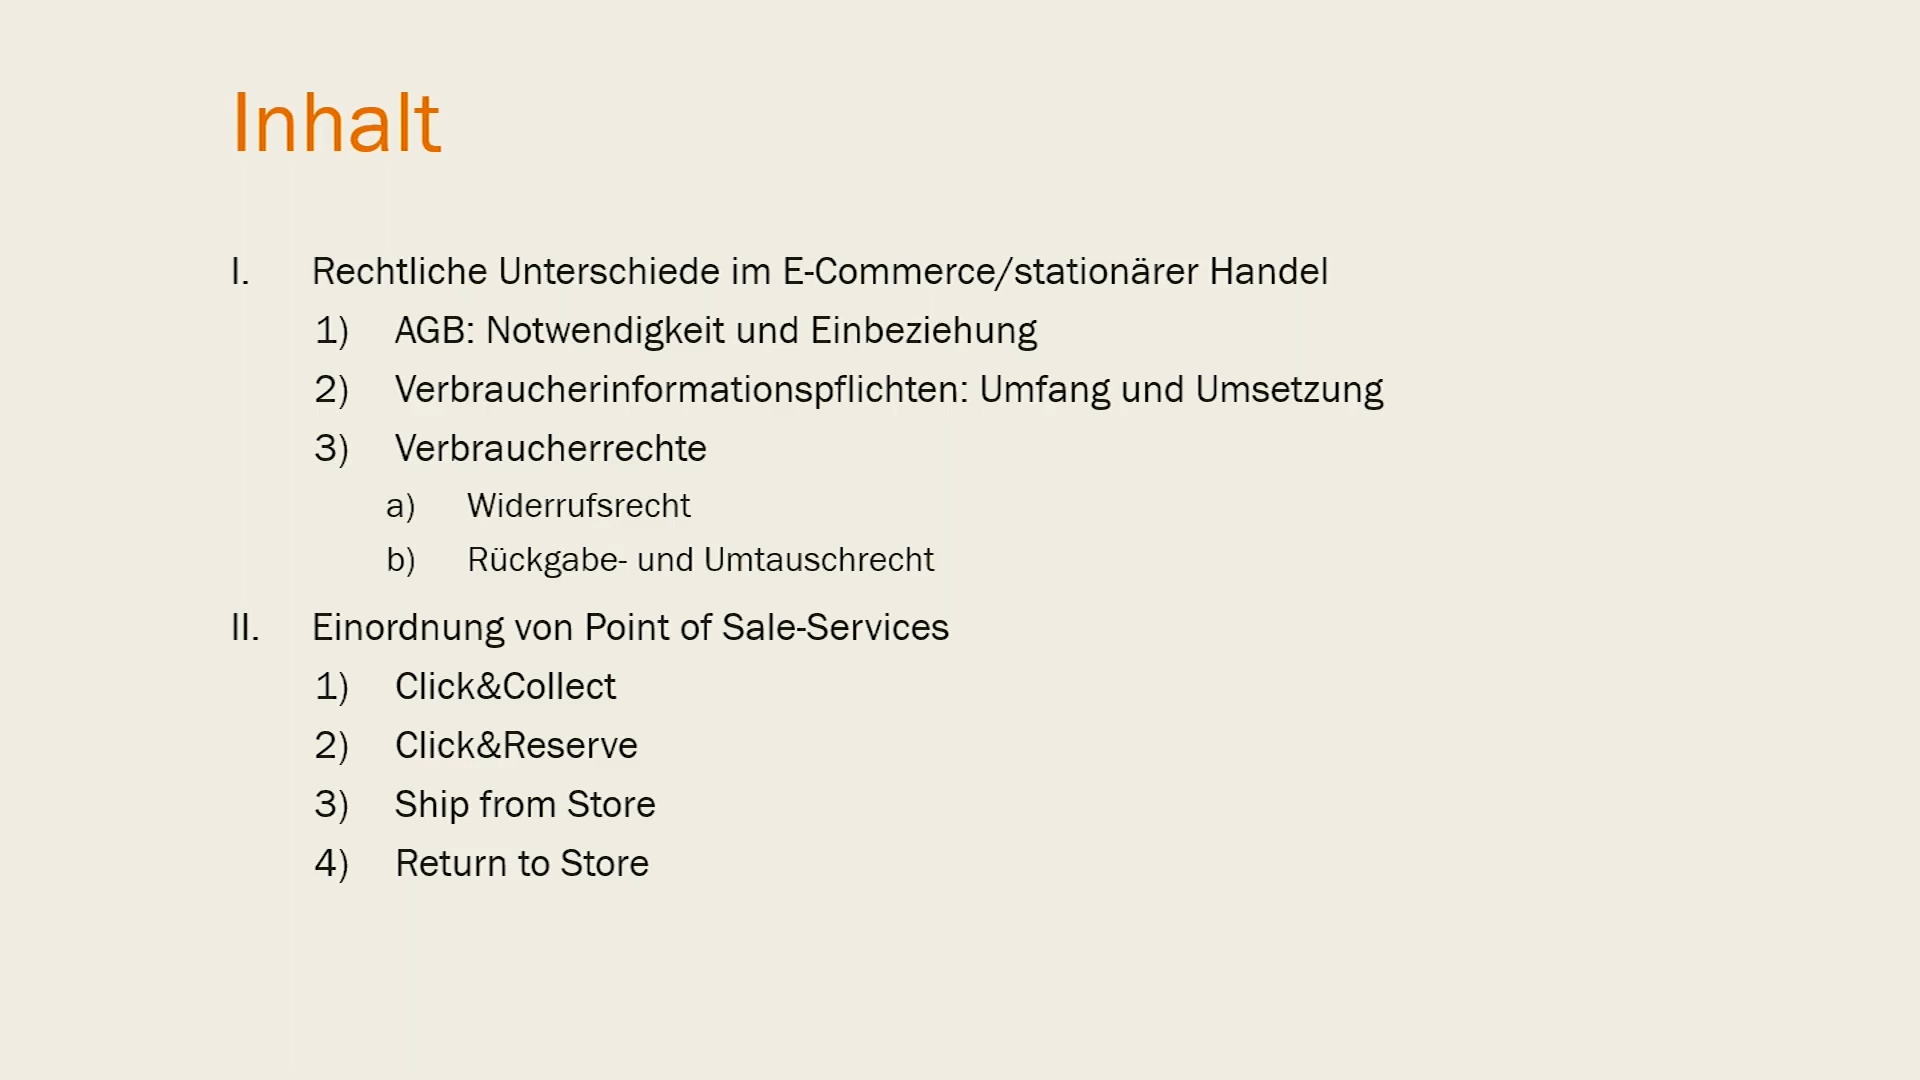 Inhalt
I. Rechtliche Unterschiede im E-Commerce/stationärer Handel
1) AGB: Notwendigkeit und Einbeziehung
2) Verbraucherinformationspflichten: Umfang und Umsetzung
3) Verbraucherrechte
a) Widerrufsrecht
b) Rückgabe- und Umtauschrecht
II. Einordnung von Point of Sale-Services
1) Click&Collect
2) Click&Reserve
3) Ship from Store
4) Return to Store